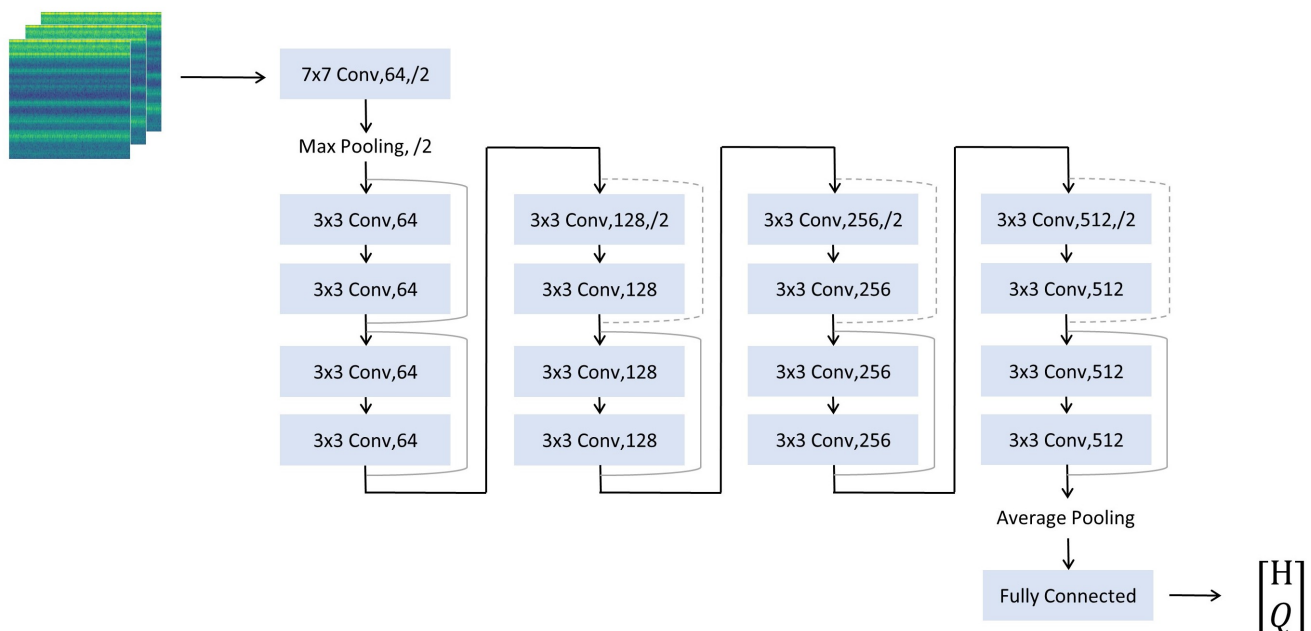 7x7 Conv,64,/2
Max Pooling, /2
3x3 Conv,64
3x3 Conv,64
3x3 Conv,64
3x3 Conv,64
3x3 Conv,128,/2
3x3 Conv,128
3x3 Conv,128
3x3 Conv,128
3x3 Conv,256,/2
3x3 Conv,256
3x3 Conv,256
3x3 Conv,256
3x3 Conv,512,/2
3x3 Conv,512
3x3 Conv,512
3x3 Conv,512
Average Pooling
Fully Connected
H
Q